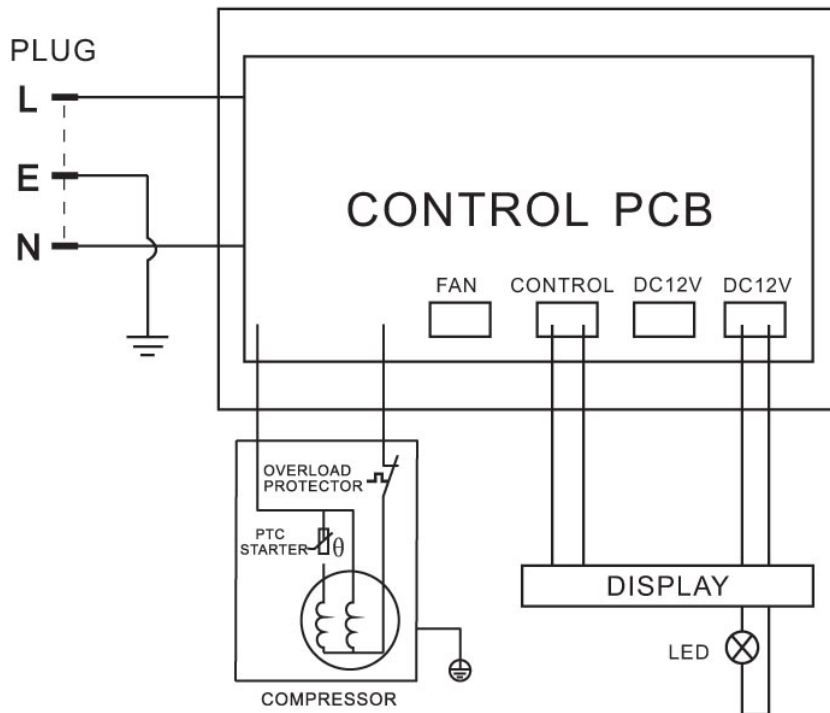 PLUG
L
E
N
CONTROL PCB
FAN
CONTROL
DC12V
DC12V
OVERLOAD
PROTECTOR
PTC
STARTER
θ
COMPRESSOR
DISPLAY
LED